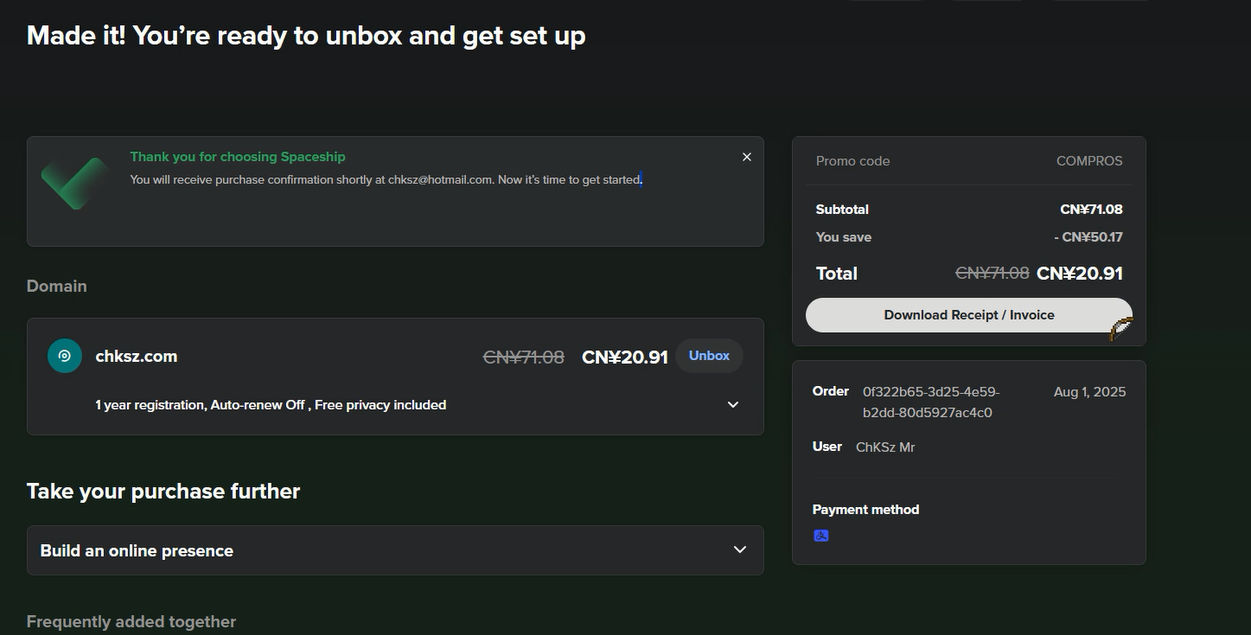 Made it! You’re ready to unbox and get set up
Thank you for choosing Spaceship
You will receive purchase confirmation shortly at chksz@hotmail.com. Now it’s time to get started.
Domain
chksz.com
CN¥71.08 CN¥20.91 Unbox
1 year registration, Auto-renew Off , Free privacy included
Take your purchase further
Build an online presence
Frequently added together
Promo code COMPROS
Subtotal CN¥71.08
You save - CN¥50.17
Total CN¥71.08 CN¥20.91
Download Receipt / Invoice
Order 0f322b65-3d25-4e59- Aug 1, 2025
b2dd-80d5927ac4c0
User ChKSz Mr
Payment method
支